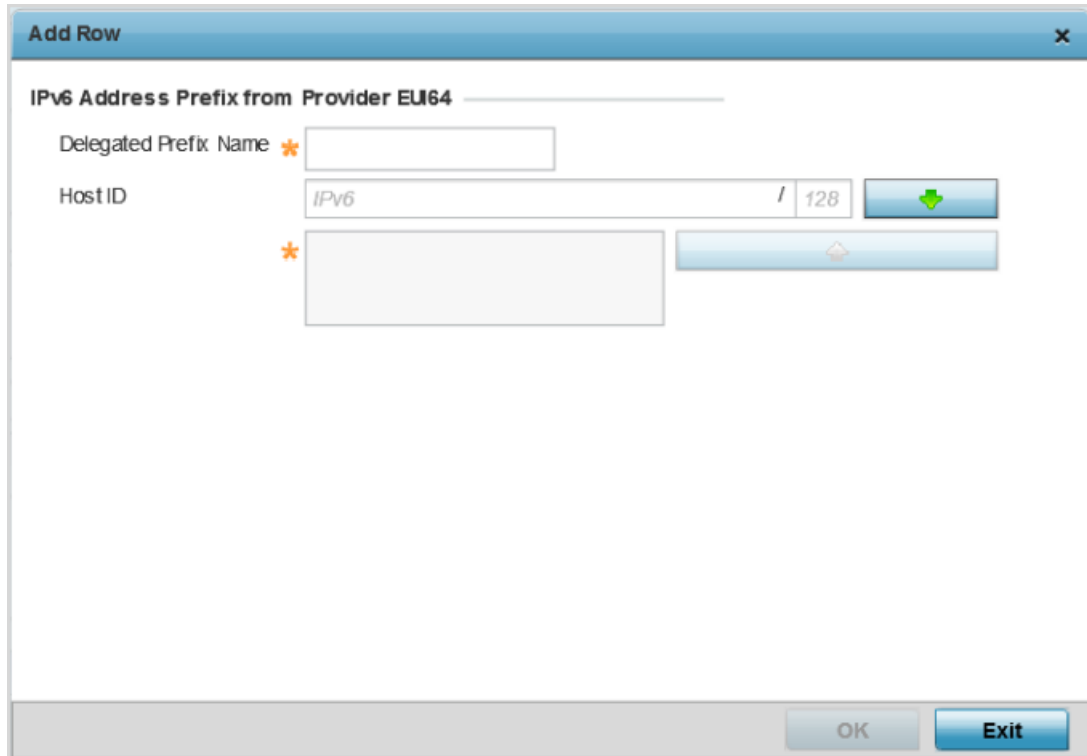 Add Row ×
IPv6 Address Prefix from Provider EUI64
Delegated Prefix Name *
Host ID IPv6 / 128
*
OK Exit